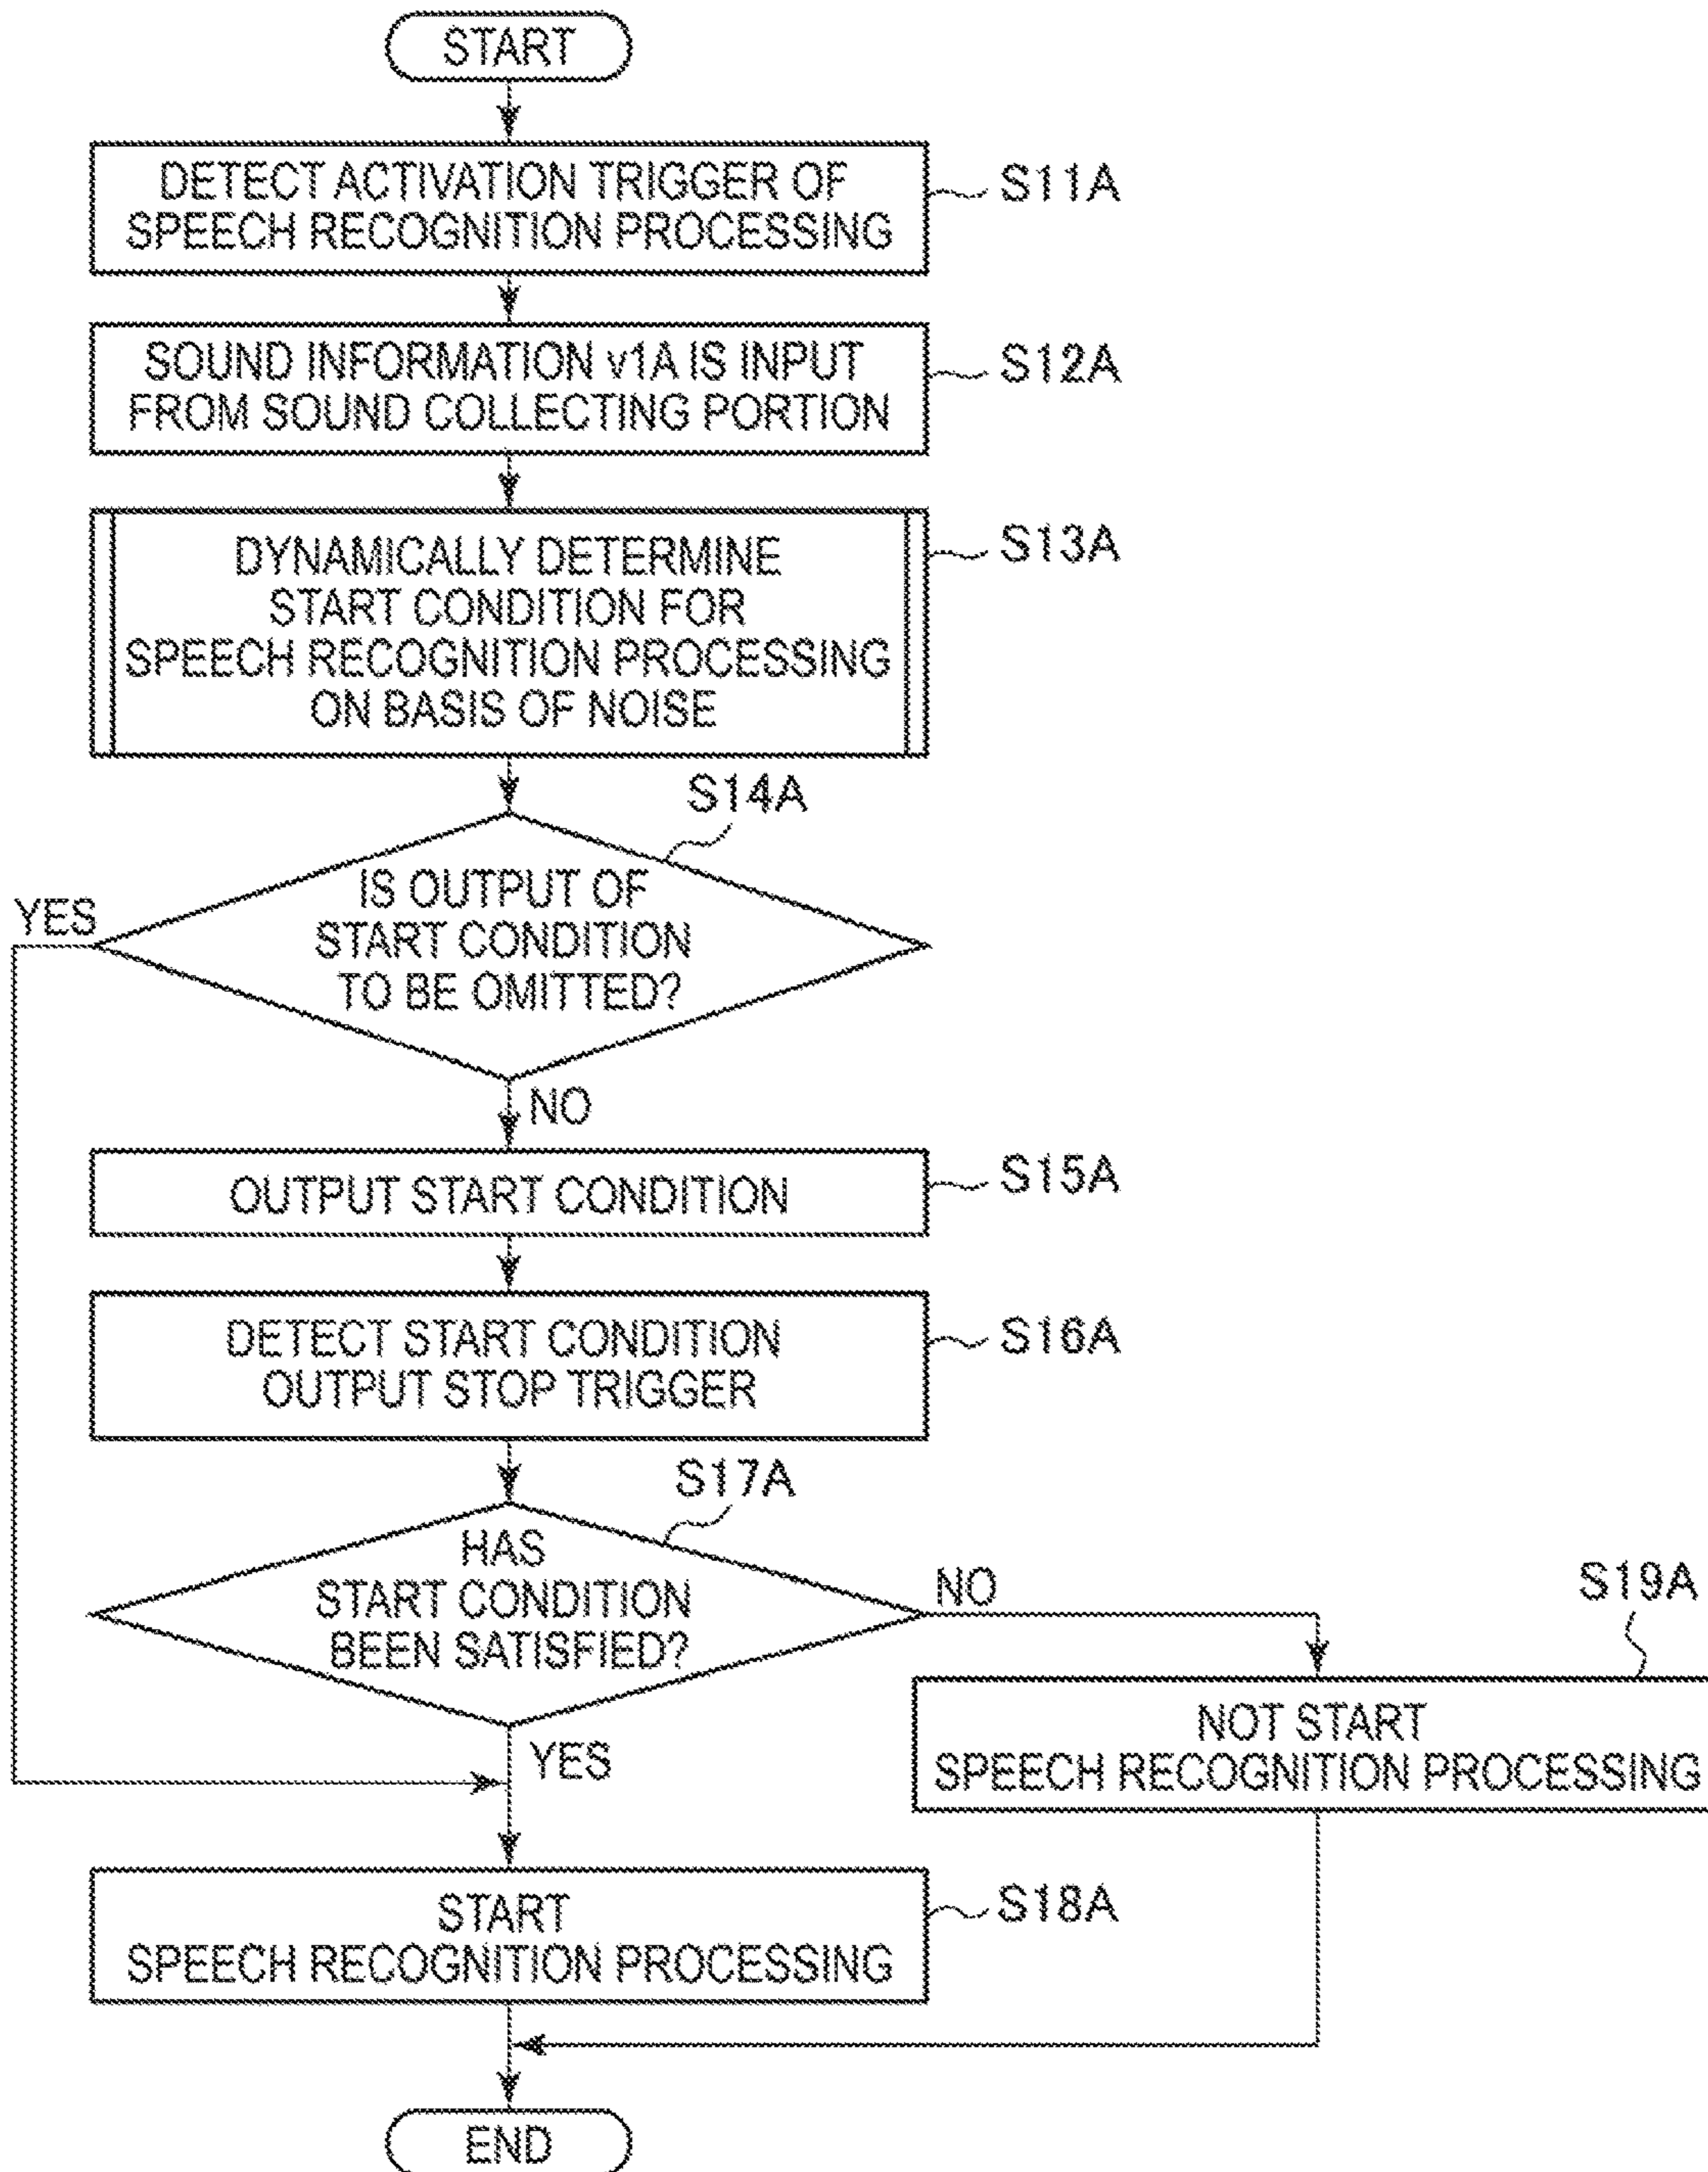 START
DETECT ACTIVATION TRIGGER OF
SPEECH RECOGNITION PROCESSING
S11A
SOUND INFORMATION v1A IS INPUT
FROM SOUND COLLECTING PORTION
S12A
DYNAMICALLY DETERMINE
START CONDITION FOR
SPEECH RECOGNITION PROCESSING
ON BASIS OF NOISE
S13A
S14A
IS OUTPUT OF
START CONDITION
TO BE OMITTED?
YES
NO
OUTPUT START CONDITION
S15A
DETECT START CONDITION
OUTPUT STOP TRIGGER
S16A
S17A
HAS
START CONDITION
BEEN SATISFIED?
NO
YES
S19A
NOT START
SPEECH RECOGNITION PROCESSING
START
SPEECH RECOGNITION PROCESSING
S18A
END